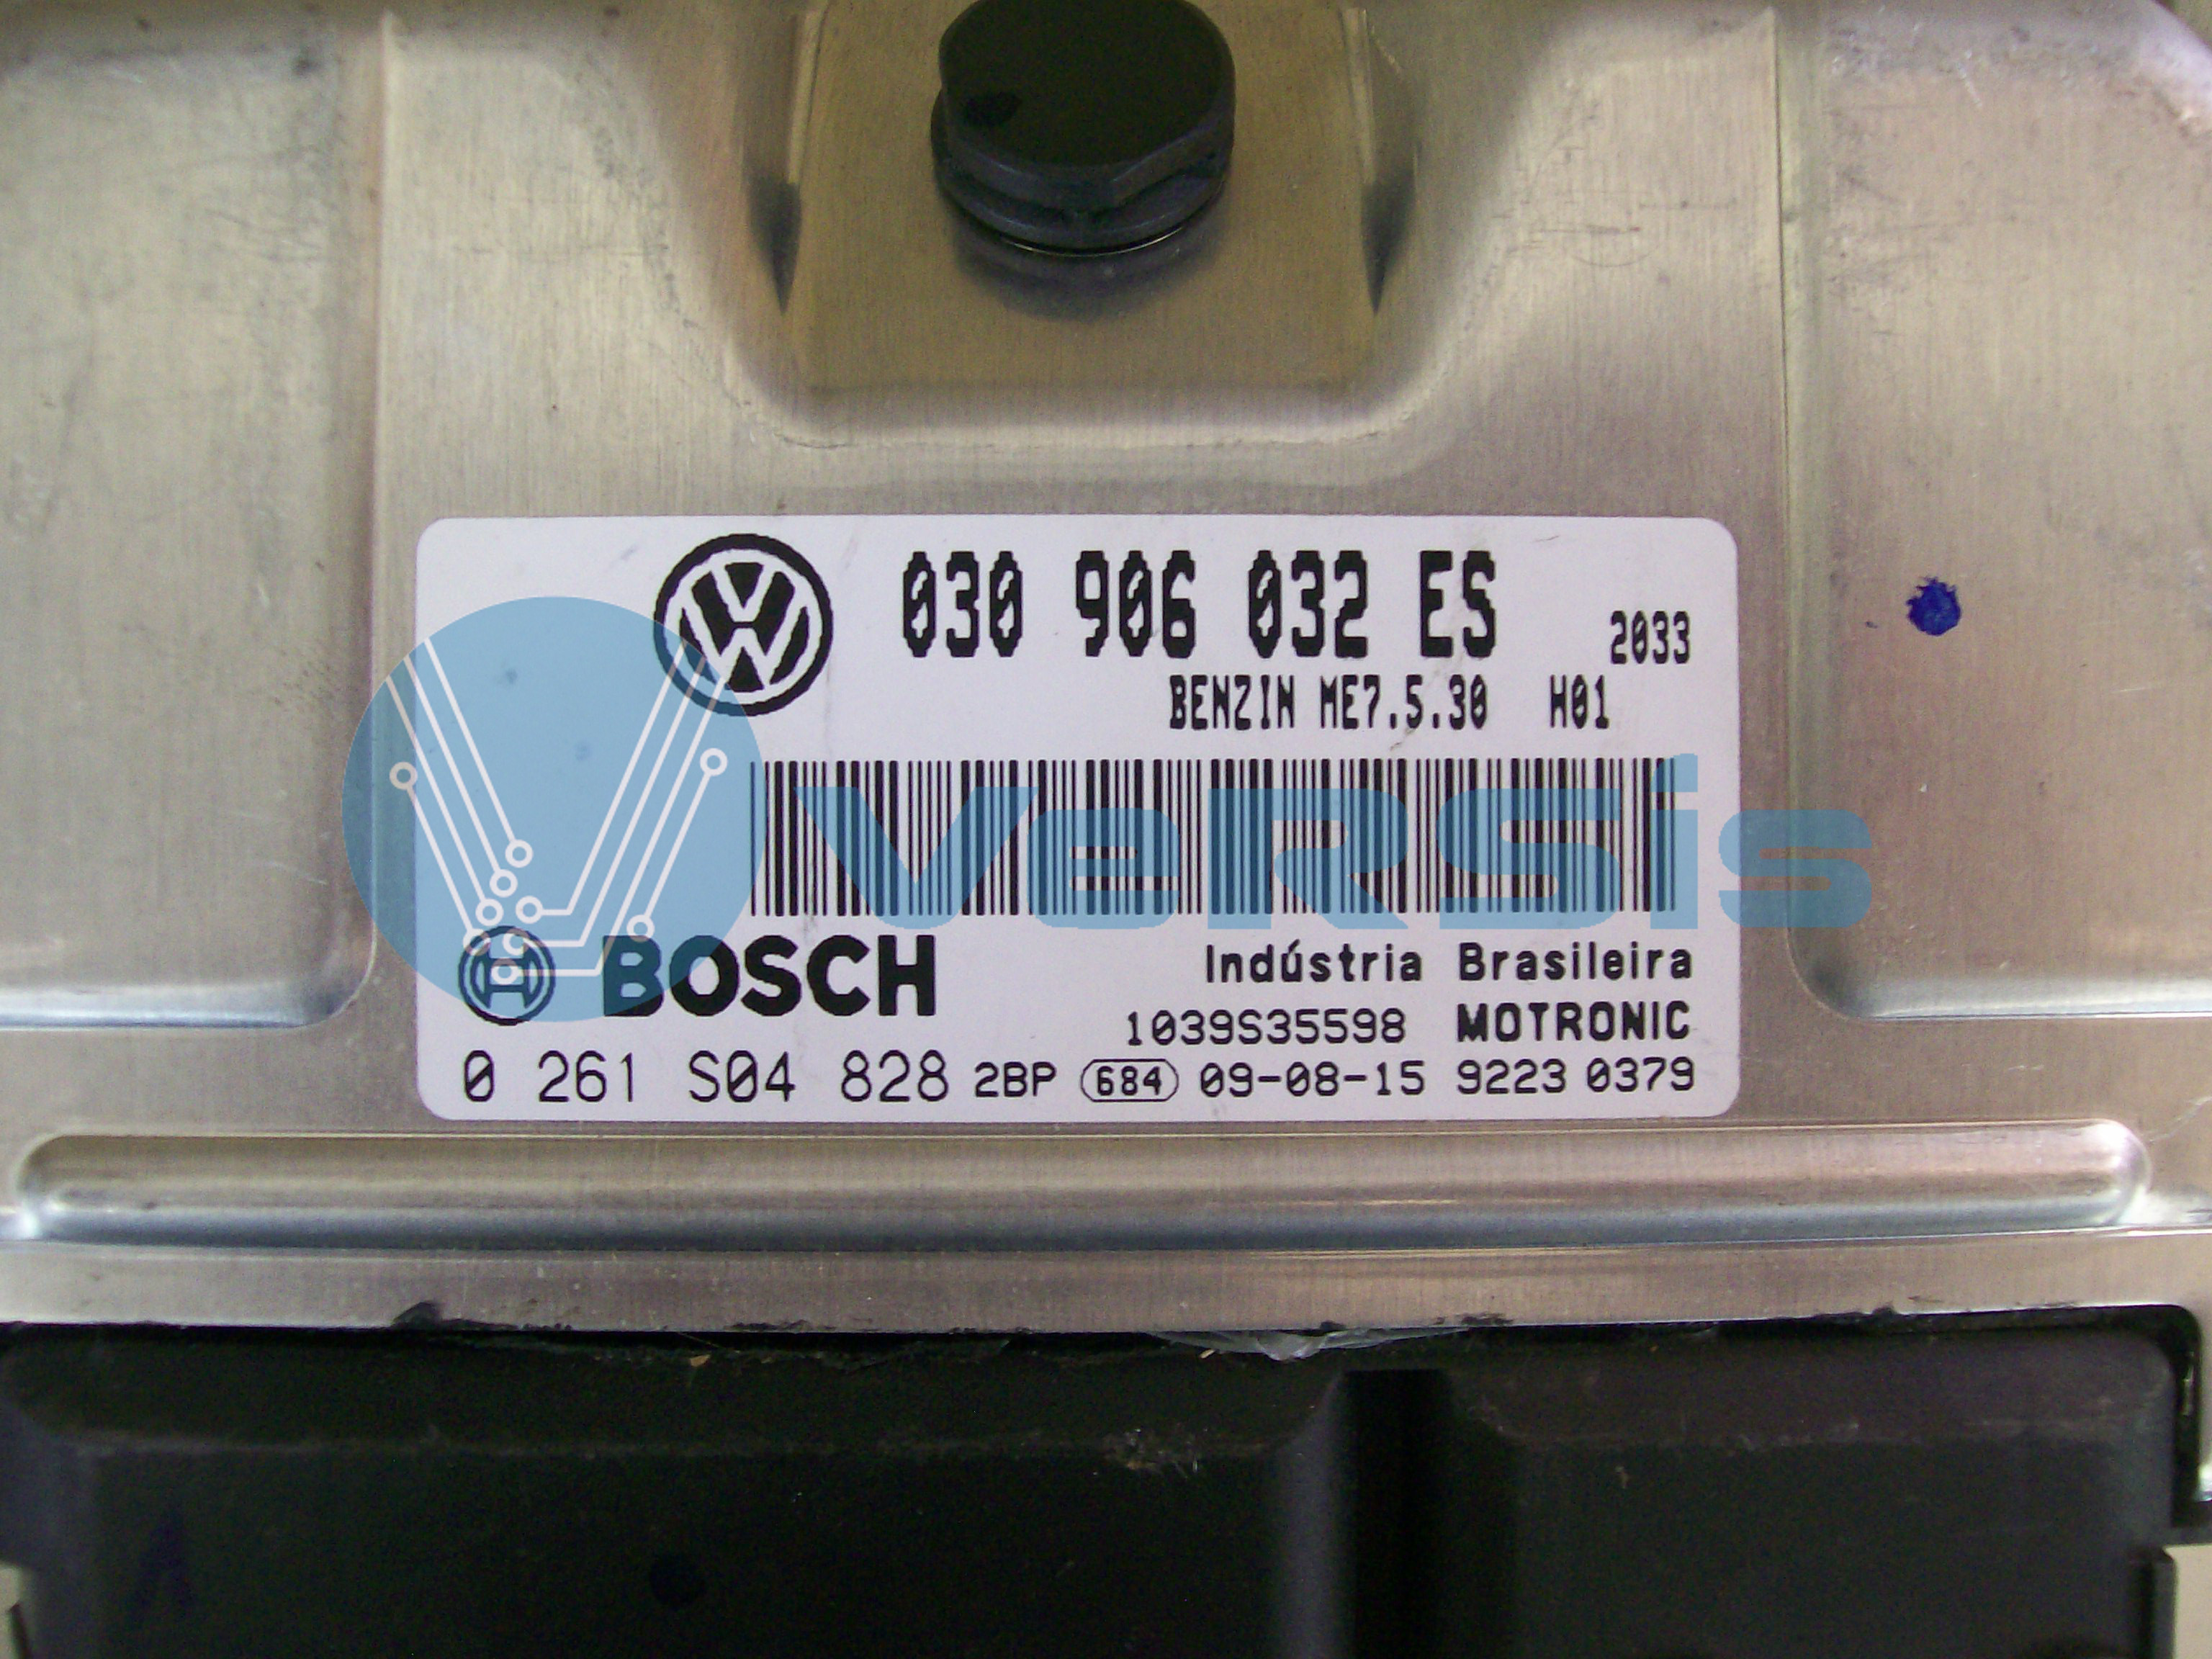 030 906 032 ES 2033
BENZIN ME7.5.30 H01
VeRSis
BOSCH Indústria Brasileira
1039S35598 MOTRONIC
0 261 S04 828 2BP 684 09-08-15 9223 0379